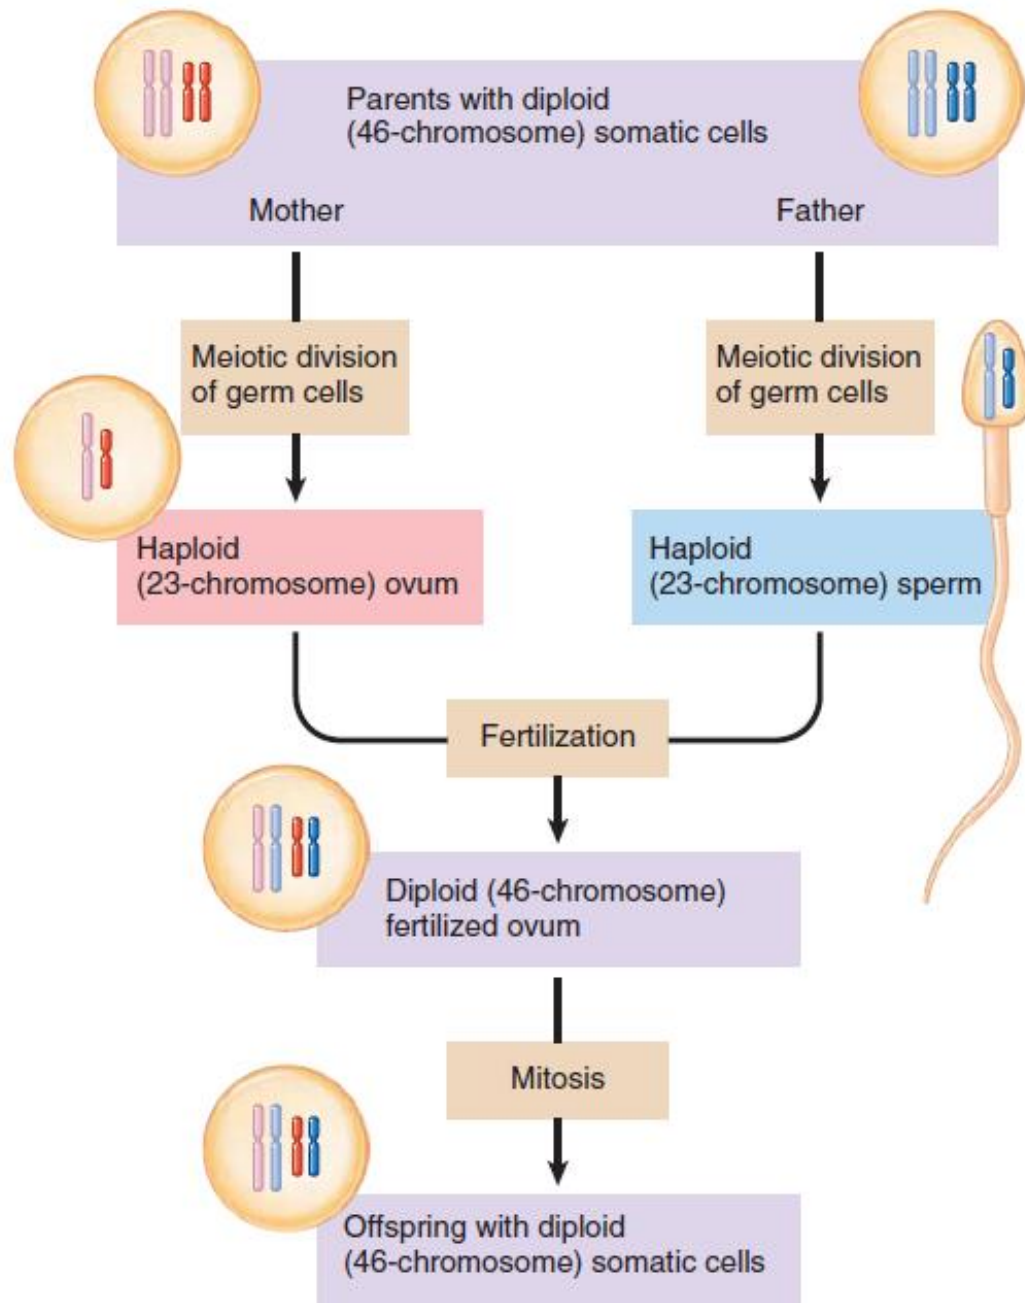 Parents with diploid
(46-chromosome) somatic cells
Mother
Father
Meiotic division
of germ cells
Meiotic division
of germ cells
Haploid
(23-chromosome) ovum
Haploid
(23-chromosome) sperm
Fertilization
Diploid (46-chromosome)
fertilized ovum
Mitosis
Offspring with diploid
(46-chromosome) somatic cells